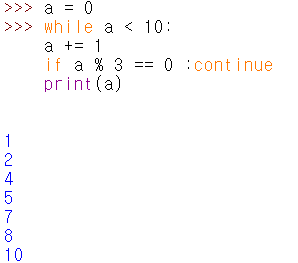 >>> a = 0
>>> while a < 10:
    a += 1
    if a % 3 == 0 :continue
    print(a)
1
2
4
5
7
8
10